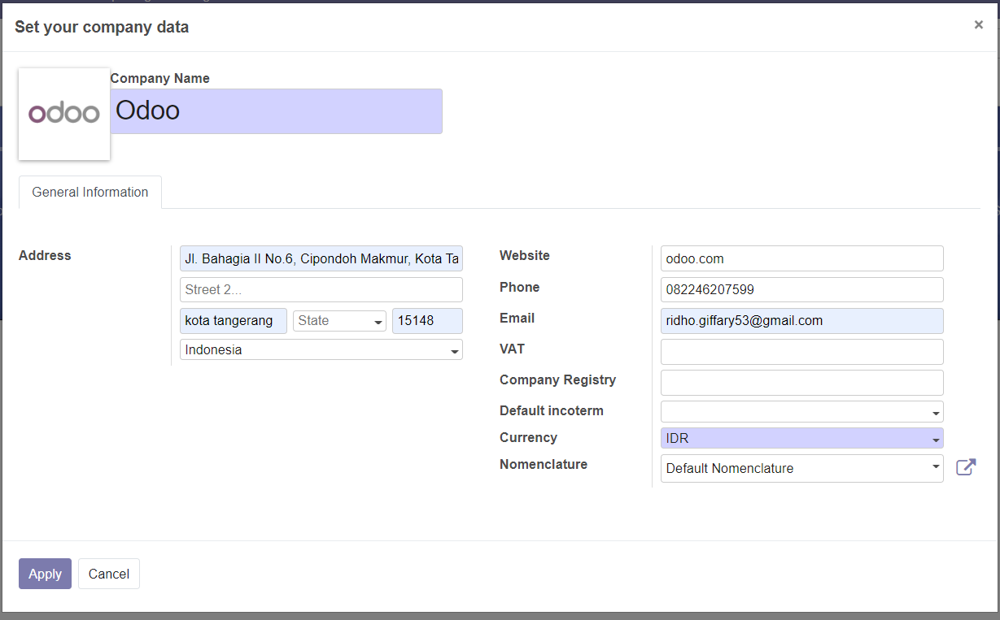 Set your company data
×
odoo
Company Name
Odoo
General Information
Address
Jl. Bahagia II No.6, Cipondoh Makmur, Kota Ta
Street 2...
kota tangerang State 15148
Indonesia
Website odoo.com
Phone 082246207599
Email ridho.giffary53@gmail.com
VAT
Company Registry
Default incoterm
Currency IDR
Nomenclature Default Nomenclature
Apply Cancel